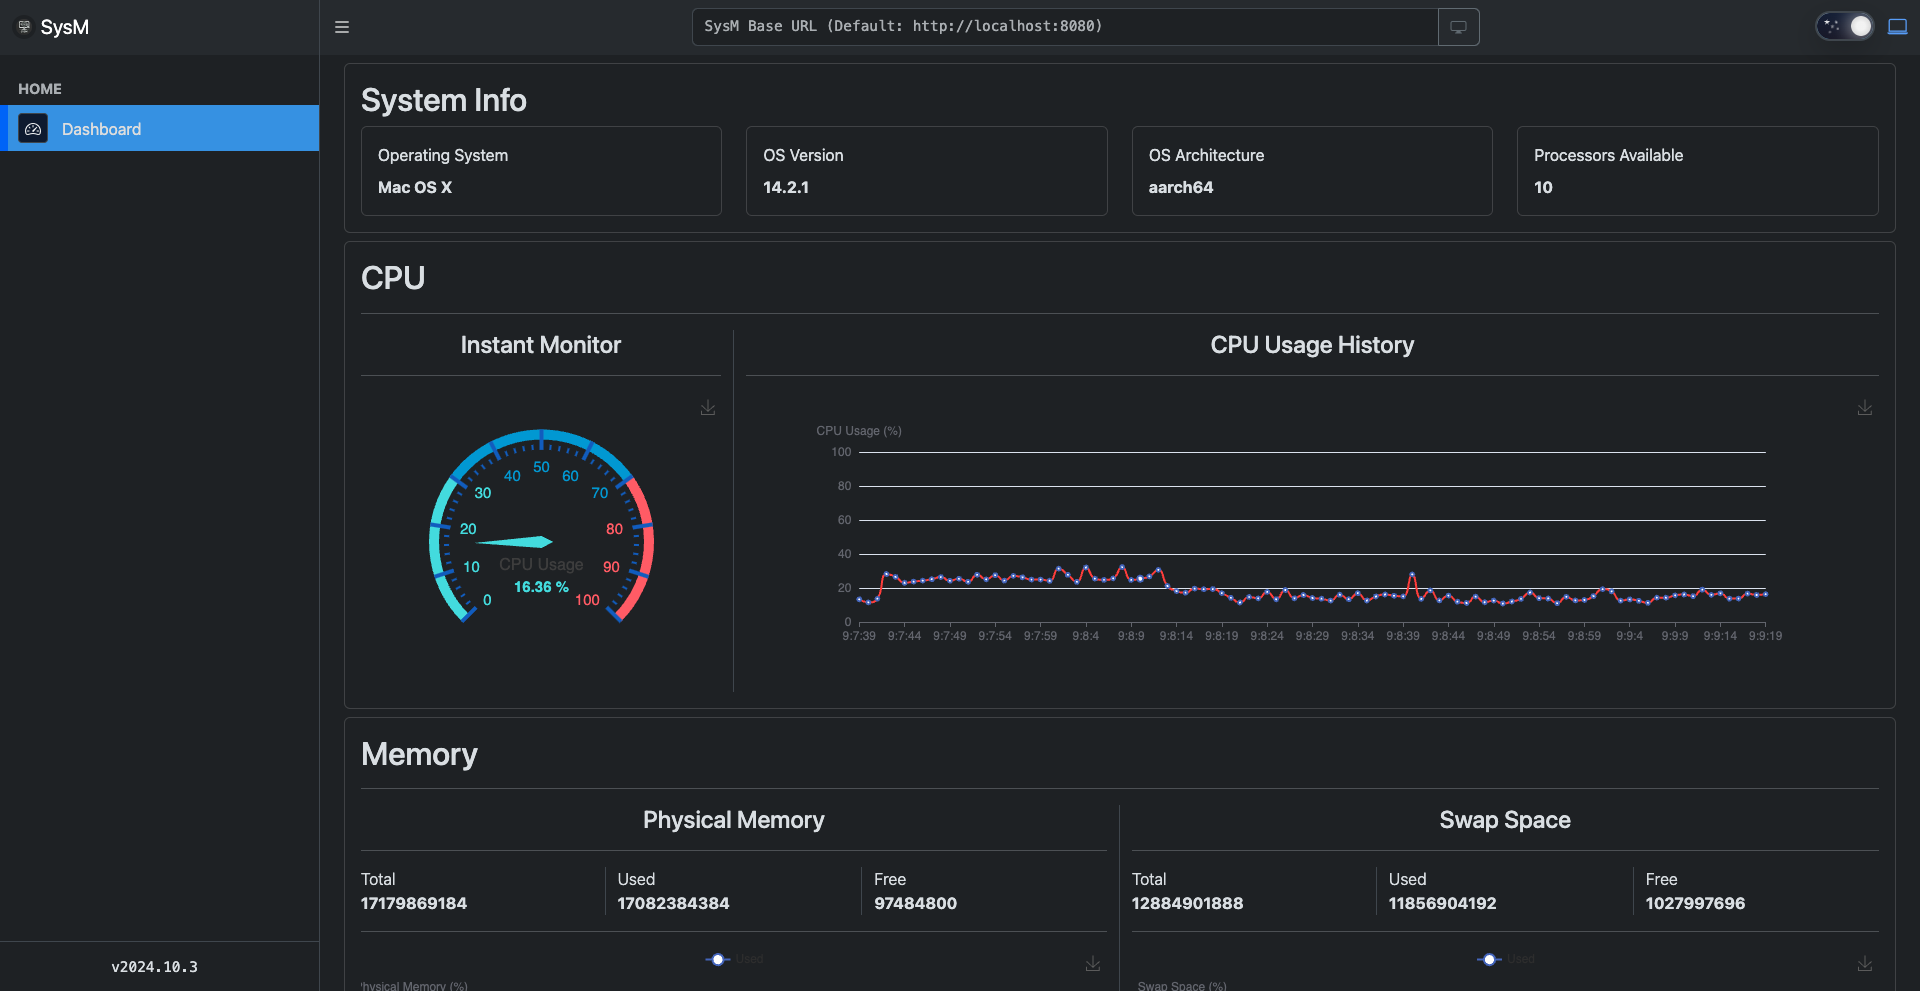 SysM
SysM Base URL (Default: http://localhost:8080)
HOME
Dashboard
System Info
Operating System
Mac OS X
OS Version
14.2.1
OS Architecture
aarch64
Processors Available
10
CPU
Instant Monitor
0
10
20
30
40
50
60
70
80
90
100
CPU Usage
16.36 %
CPU Usage History
CPU Usage (%)
100
80
60
40
20
0
9:7:39 9:7:44 9:7:49 9:7:54 9:7:59 9:8:4 9:8:9 9:8:14 9:8:19 9:8:24 9:8:29 9:8:34 9:8:39 9:8:44 9:8:49 9:8:54 9:8:59 9:9:4 9:9:9 9:9:14 9:9:19
Memory
Physical Memory
Total
17179869184
Used
17082384384
Free
97484800
Used
hysical Memory (%)
Swap Space
Total
12884901888
Used
11856904192
Free
1027997696
Used
Swap Space (%)
v2024.10.3